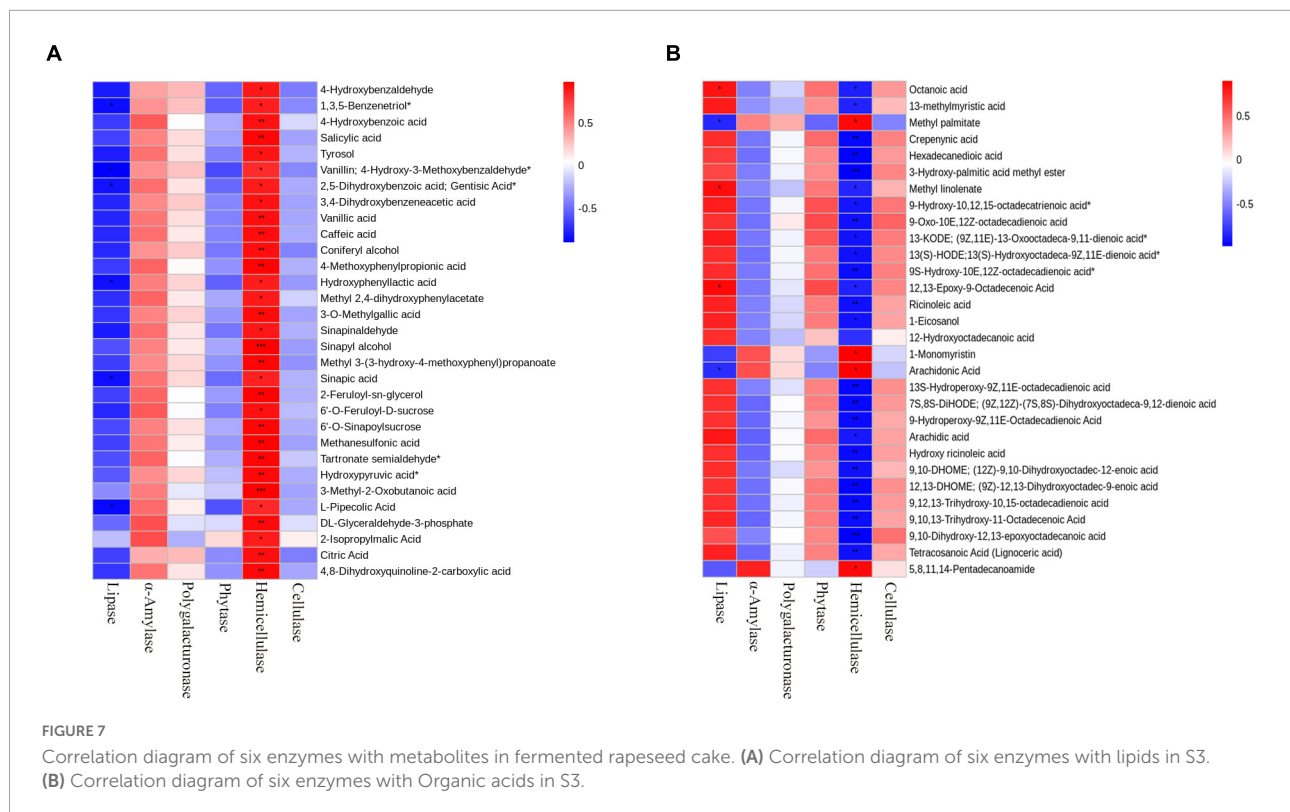 A
4-Hydroxybenzaldehyde
1,3,5-Benzenetriol*
4-Hydroxybenzoic acid
Salicylic acid
Tyrosol
Vanillin; 4-Hydroxy-3-Methoxybenzaldehyde*
2,5-Dihydroxybenzoic acid; Gentisic Acid*
3,4-Dihydroxybenzeneacetic acid
Vanillic acid
Caffeic acid
Coniferyl alcohol
4-Methoxyphenylpropionic acid
Hydroxyphenyllactic acid
Methyl 2,4-dihydroxyphenylacetate
3-O-Methylgallic acid
Sinapinaldehyde
Sinapyl alcohol
Methyl 3-(3-hydroxy-4-methoxyphenyl)propanoate
Sinapic acid
2-Feruloyl-sn-glycerol
6'-O-Feruloyl-D-sucrose
6'-O-Sinapoylsucrose
Methanesulfonic acid
Tartronate semialdehyde*
Hydroxypyruvic acid*
3-Methyl-2-Oxobutanoic acid
L-Pipecolic Acid
DL-Glyceraldehyde-3-phosphate
2-Isopropylmalic Acid
Citric Acid
4,8-Dihydroxyquinoline-2-carboxylic acid
Lipase
α-Amylase
Polygalacturonase
Phytase
Hemicellulase
Cellulase
0.5
0
-0.5
B
Octanoic acid
13-methylmyristic acid
Methyl palmitate
Crepenynic acid
Hexadecanedioic acid
3-Hydroxy-palmitic acid methyl ester
Methyl linolenate
9-Hydroxy-10,12,15-octadecatrienoic acid*
9-Oxo-10E,12Z-octadecadienoic acid
13-KODE; (9Z,11E)-13-Oxooctadeca-9,11-dienoic acid*
13(S)-HODE;13(S)-Hydroxyoctadeca-9Z,11E-dienoic acid*
9S-Hydroxy-10E,12Z-octadecadienoic acid*
12,13-Epoxy-9-Octadecenoic Acid
Ricinoleic acid
1-Eicosanol
12-Hydroxyoctadecanoic acid
1-Monomyristin
Arachidonic Acid
13S-Hydroperoxy-9Z,11E-octadecadienoic acid
7S,8S-DiHODE; (9Z,12Z)-(7S,8S)-Dihydroxyoctadeca-9,12-dienoic acid
9-Hydroperoxy-9Z,11E-Octadecadienoic Acid
Arachidic acid
Hydroxy ricinoleic acid
9,10-DHOME; (12Z)-9,10-Dihydroxyoctadec-12-enoic acid
12,13-DHOME; (9Z)-12,13-Dihydroxyoctadec-9-enoic acid
9,12,13-Trihydroxy-10,15-octadecadienoic acid
9,10,13-Trihydroxy-11-Octadecenoic Acid
9,10-Dihydroxy-12,13-epoxyoctadecanoic acid
Tetracosanoic Acid (Lignoceric acid)
5,8,11,14-Pentadecanoamide
Lipase
α-Amylase
Polygalacturonase
Phytase
Hemicellulase
Cellulase
0.5
0
-0.5
FIGURE 7
Correlation diagram of six enzymes with metabolites in fermented rapeseed cake. (A) Correlation diagram of six enzymes with lipids in S3.
(B) Correlation diagram of six enzymes with Organic acids in S3.